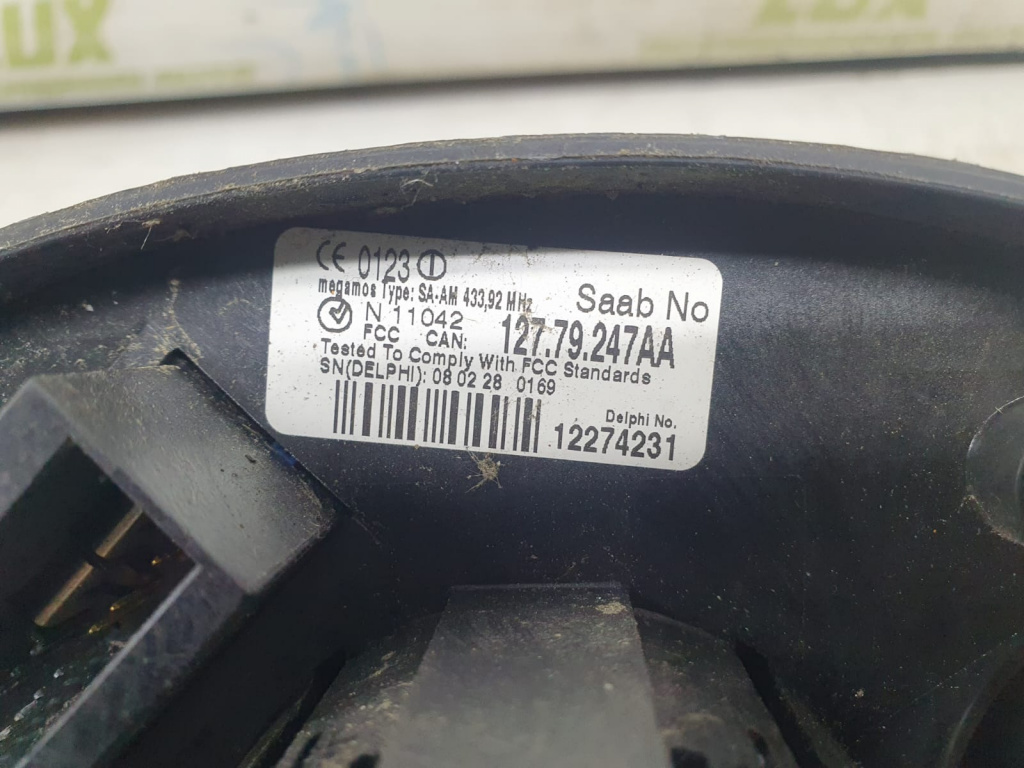 CE 0123
megamos Type: SA-AM 433,92 MHz
Saab No
N 11042
127.79.247AA
FCC CAN:
Tested To Comply With FCC Standards
SN(DELPHI): 08 02 28 0169
Delphi No.
12274231